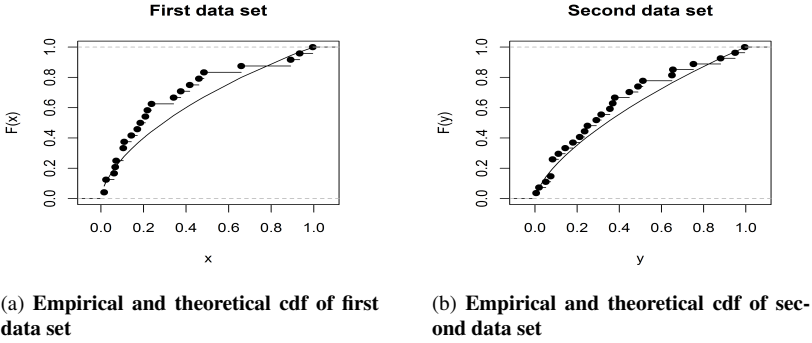 First data set
F(x)
0.0 0.2 0.4 0.6 0.8 1.0
0.0 0.2 0.4 0.6 0.8 1.0
x
(a) Empirical and theoretical cdf of first
data set
Second data set
F(y)
0.0 0.2 0.4 0.6 0.8 1.0
0.0 0.2 0.4 0.6 0.8 1.0
y
(b) Empirical and theoretical cdf of sec-
ond data set